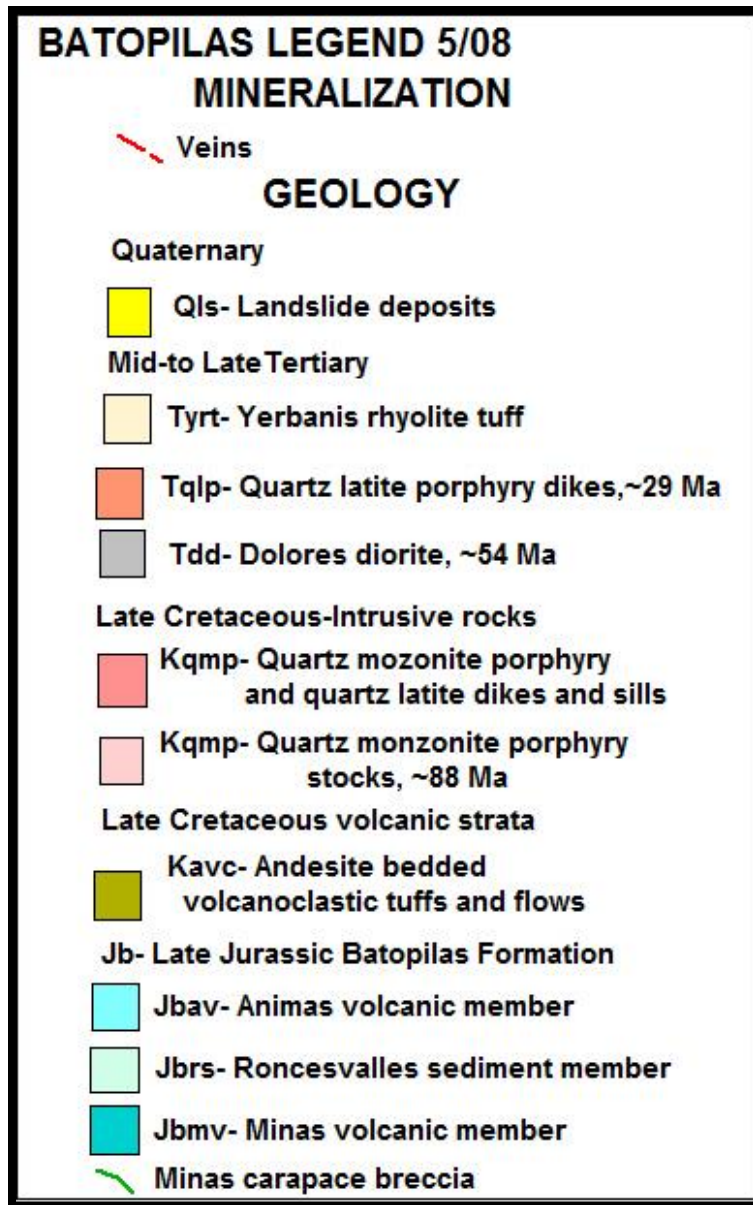 BATOPILAS LEGEND 5/08
MINERALIZATION
Veins
GEOLOGY
Quaternary
Qls- Landslide deposits
Mid-to Late Tertiary
Tyrt- Yerbanis rhyolite tuff
Tqlp- Quartz latite porphyry dikes,~29 Ma
Tdd- Dolores diorite, ~54 Ma
Late Cretaceous-Intrusive rocks
Kqmp- Quartz mozonite porphyry
and quartz latite dikes and sills
Kqmp- Quartz monzonite porphyry
stocks, ~88 Ma
Late Cretaceous volcanic strata
Kavc- Andesite bedded
volcanoclastic tuffs and flows
Jb- Late Jurassic Batopilas Formation
Jbav- Animas volcanic member
Jbrs- Roncesvalles sediment member
Jbmv- Minas volcanic member
Minas carapace breccia